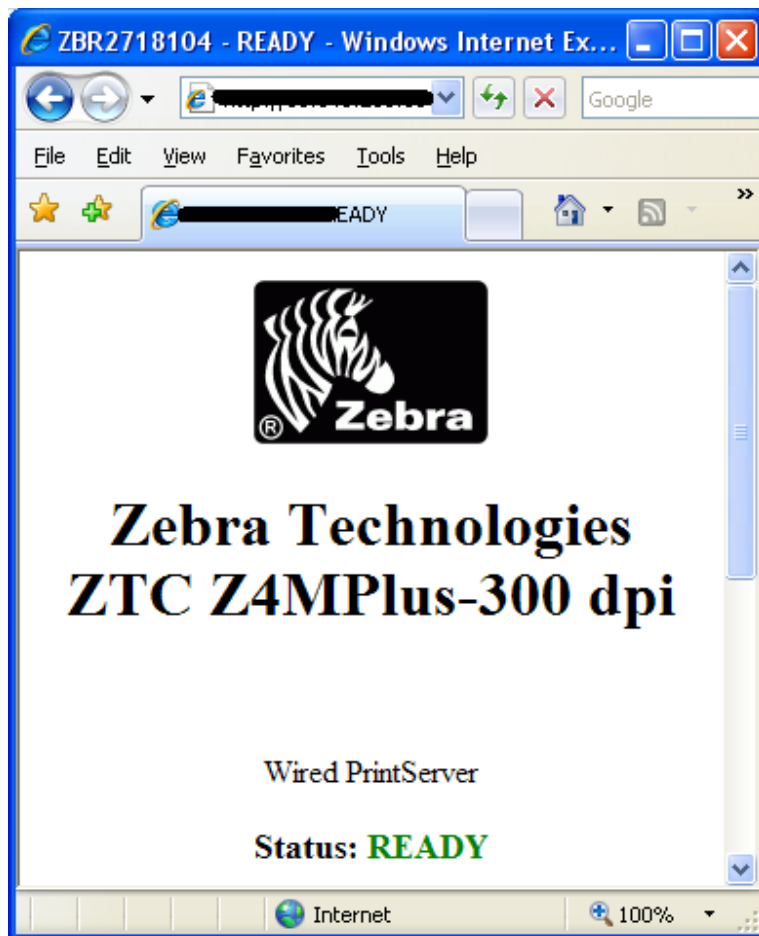 ZBR2718104 - READY - Windows Internet Ex...
Google
File Edit View Favorites Tools Help
EADY
Zebra
®
Zebra Technologies
ZTC Z4MPlus-300 dpi
Wired PrintServer
Status: READY
Internet 100%